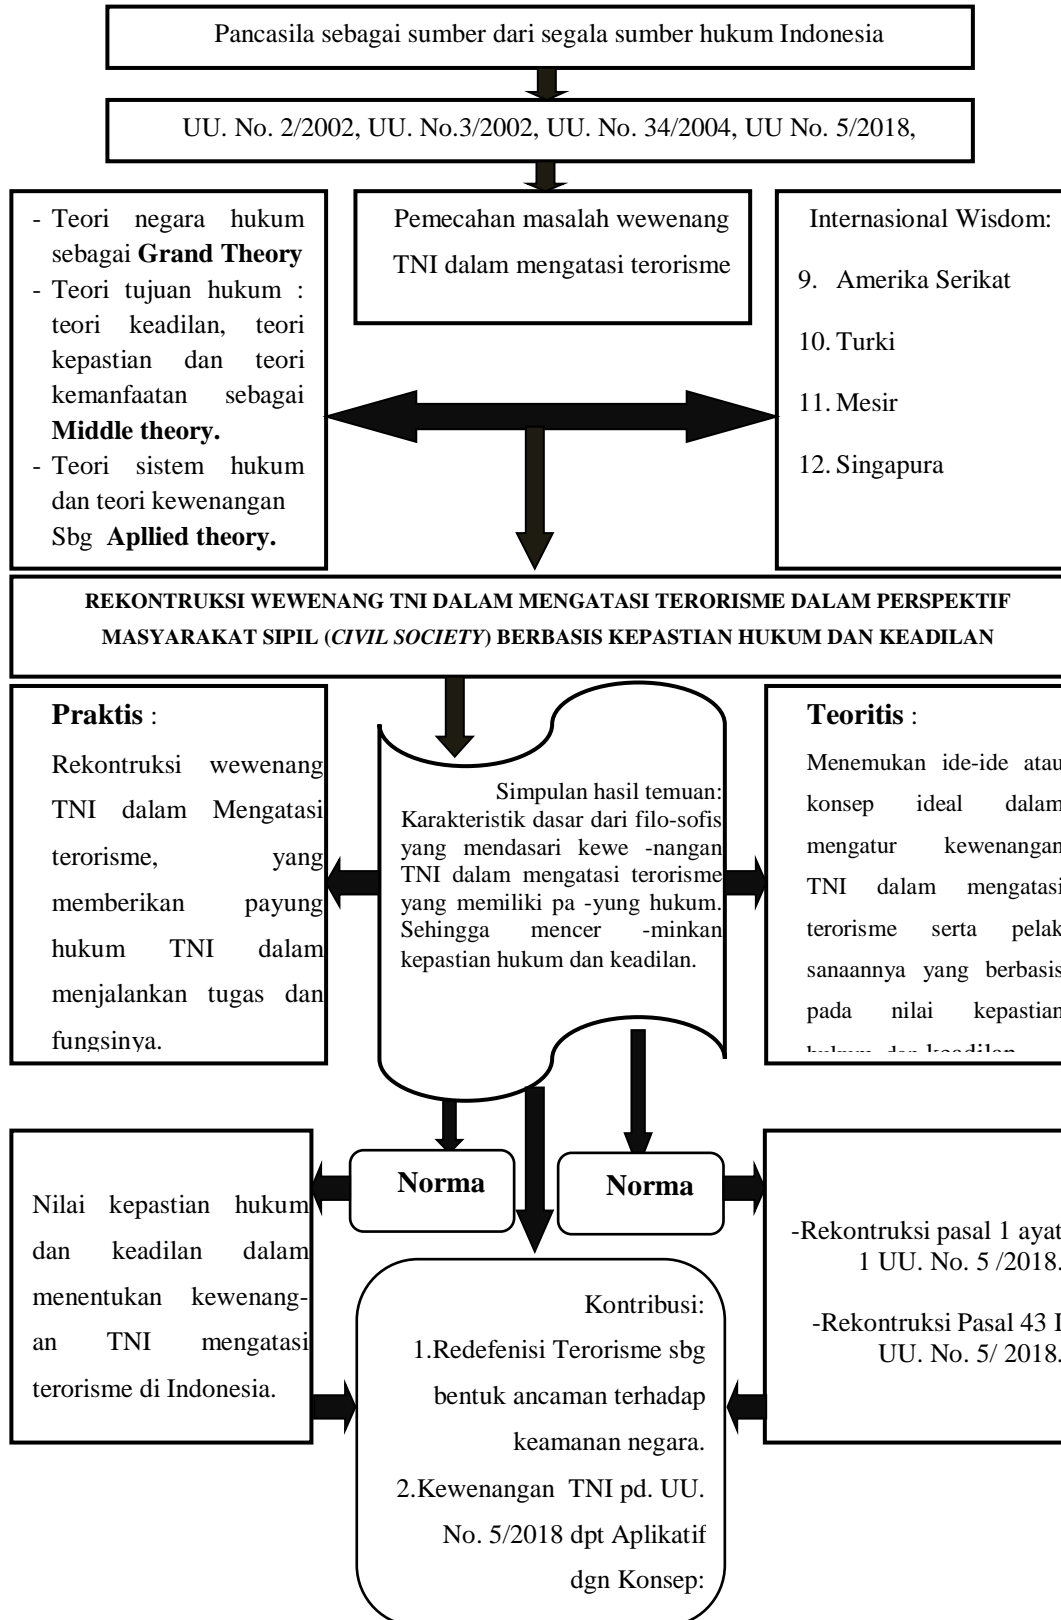 Pancasila sebagai sumber dari segala sumber hukum Indonesia
UU. No. 2/2002, UU. No.3/2002, UU. No. 34/2004, UU No. 5/2018,
- Teori negara hukum
sebagai Grand Theory
- Teori tujuan hukum :
teori keadilan, teori
kepastian dan teori
kemanfaatan sebagai
Middle theory.
- Teori sistem hukum
dan teori kewenangan
Sbg Apllied theory.
Pemecahan masalah wewenang
TNI dalam mengatasi terorisme
Internasional Wisdom:
9. Amerika Serikat
10. Turki
11. Mesir
12. Singapura
REKONTRUKSI WEWENANG TNI DALAM MENGATASI TERORISME DALAM PERSPEKTIF
MASYARAKAT SIPIL (CIVIL SOCIETY) BERBASIS KEPASTIAN HUKUM DAN KEADILAN
Praktis :
Rekontruksi wewenang
TNI dalam Mengatasi
terorisme, yang
memberikan payung
hukum TNI dalam
menjalankan tugas dan
fungsinya.
Simpulan hasil temuan:
Karakteristik dasar dari filo-sofis
yang mendasari kewe -nangan
TNI dalam mengatasi terorisme
yang memiliki pa -yung hukum.
Sehingga mencer -minkan
kepastian hukum dan keadilan.
Teoritis :
Menemukan ide-ide atau
konsep ideal dalam
mengatur kewenangan
TNI dalam mengatasi
terorisme serta pelak
sanaannya yang berbasis
pada nilai kepastian
hukum dan keadilan
Norma
Norma
Nilai kepastian hukum
dan keadilan dalam
menentukan kewenang-
an TNI mengatasi
terorisme di Indonesia.
-Rekontruksi pasal 1 ayat
1 UU. No. 5 /2018.
-Rekontruksi Pasal 43 I
UU. No. 5/ 2018.
Kontribusi:
1.Redefenisi Terorisme sbg
bentuk ancaman terhadap
keamanan negara.
2.Kewenangan TNI pd. UU.
No. 5/2018 dpt Aplikatif
dgn Konsep: